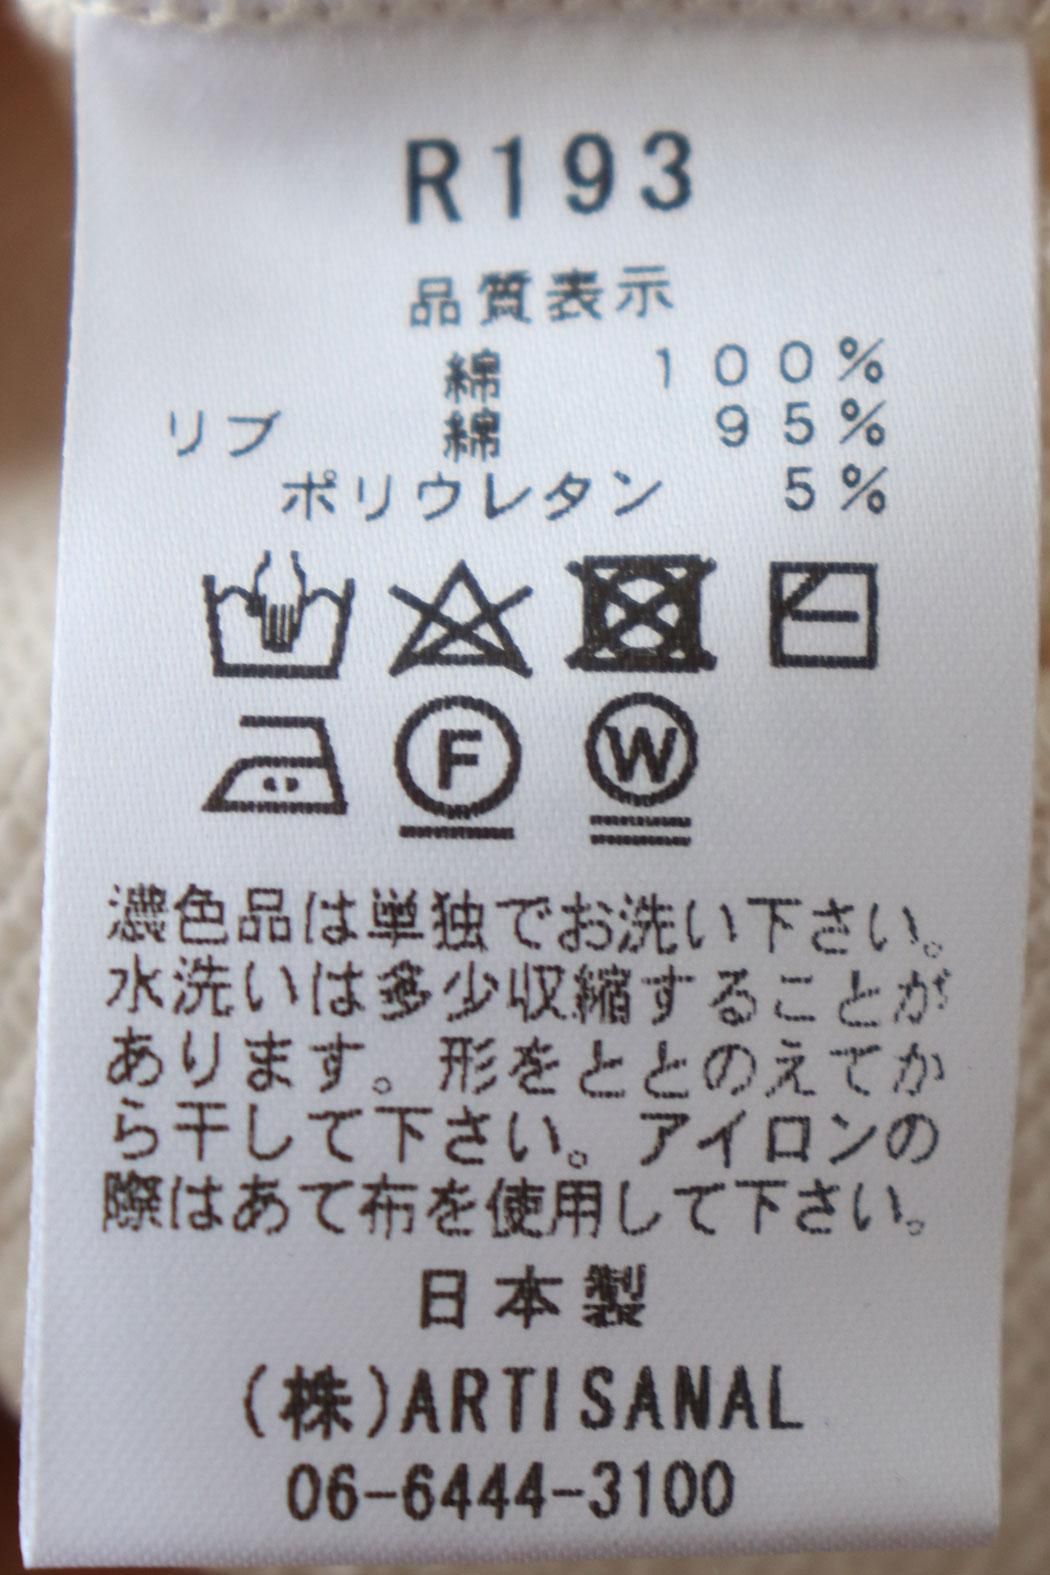 R193
品質表示
綿 100%
リブ 綿 95%
ポリウレタン 5%
F W
濃色品は単独でお洗い下さい。
水洗いは多少収縮することが
あります。形をととのえてか
ら干して下さい。アイロンの
際はあて布を使用して下さい。
日本製
(株)ARTISANAL
06-6444-3100